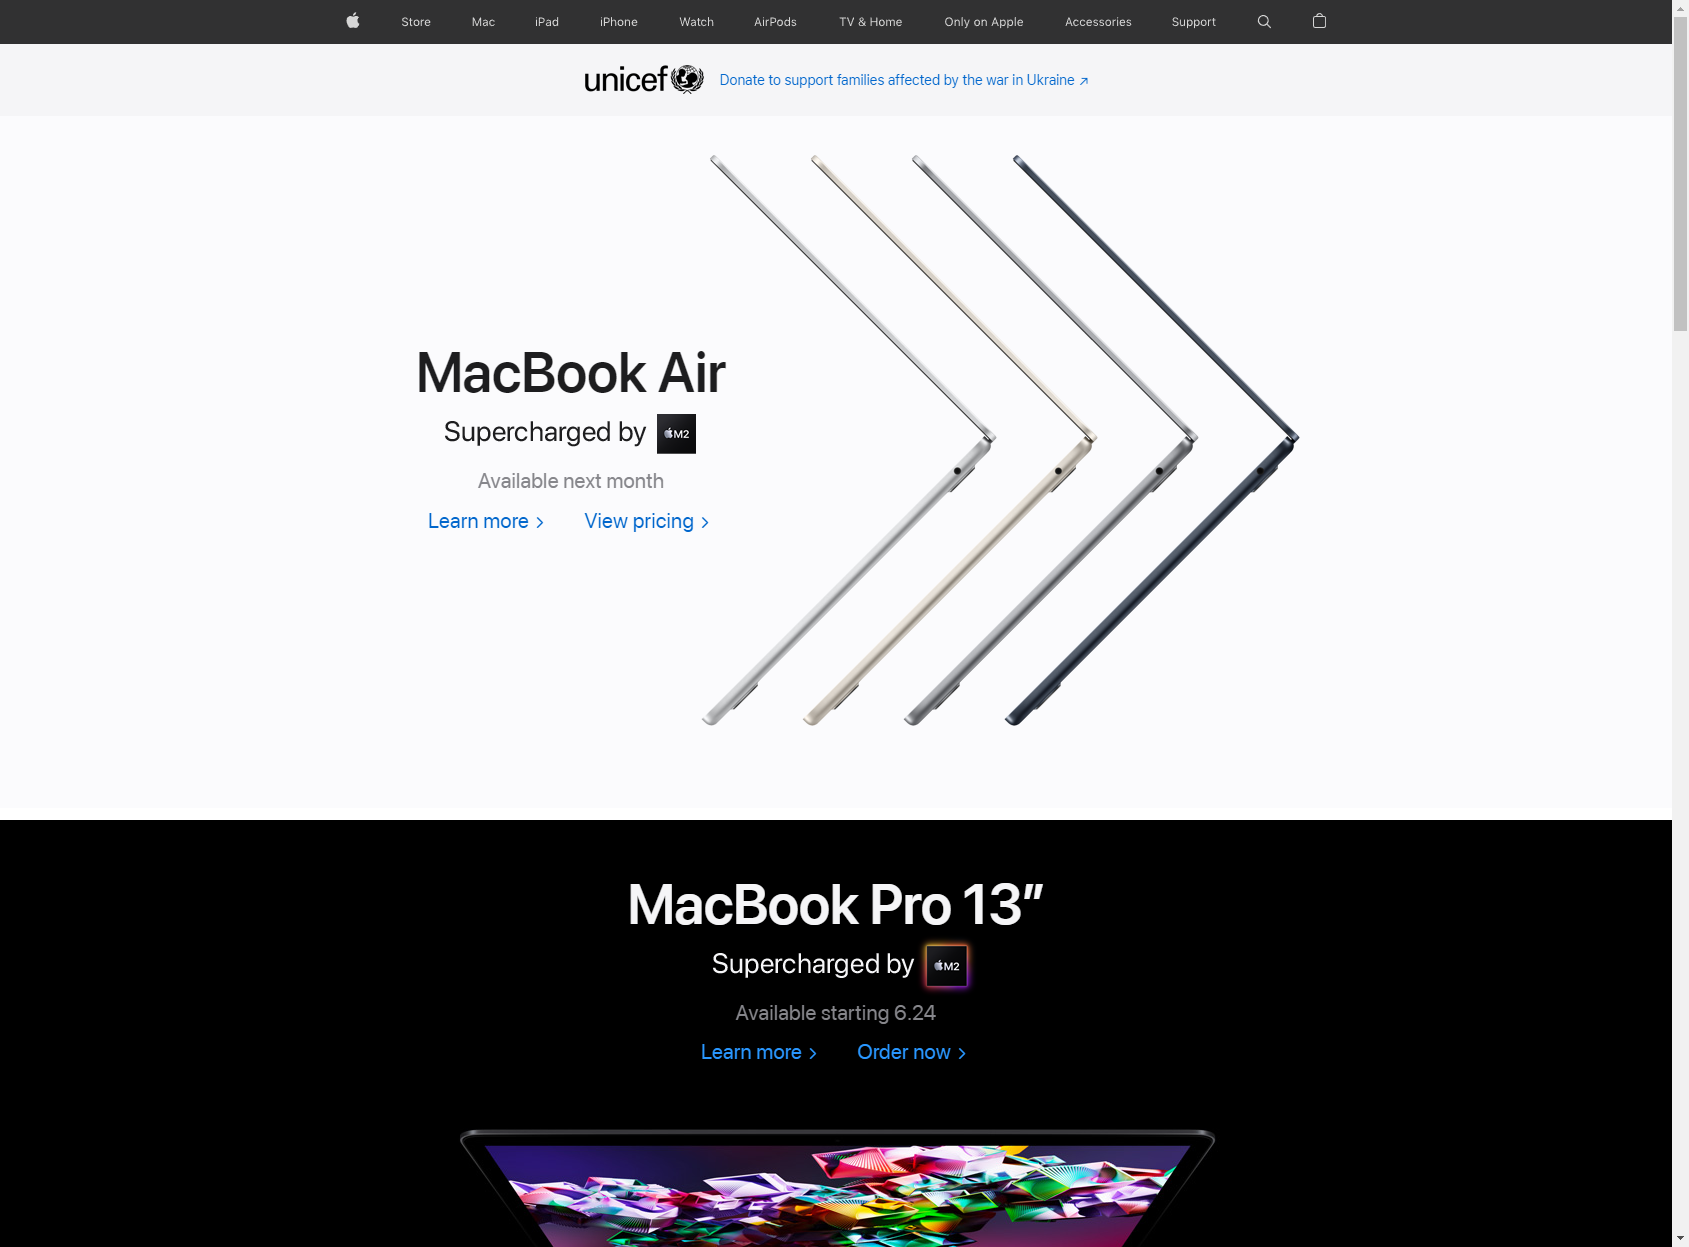 Store Mac iPad iPhone Watch AirPods TV & Home Only on Apple Accessories Support
unicef Donate to support families affected by the war in Ukraine ↗
MacBook Air
Supercharged by M2
Available next month
Learn more > View pricing >
MacBook Pro 13″
Supercharged by M2
Available starting 6.24
Learn more > Order now >